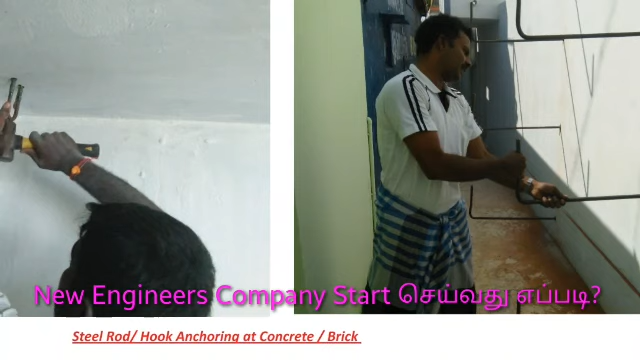 New Engineers Company Start செய்வது எப்படி?
Steel Rod/ Hook Anchoring at Concrete / Brick